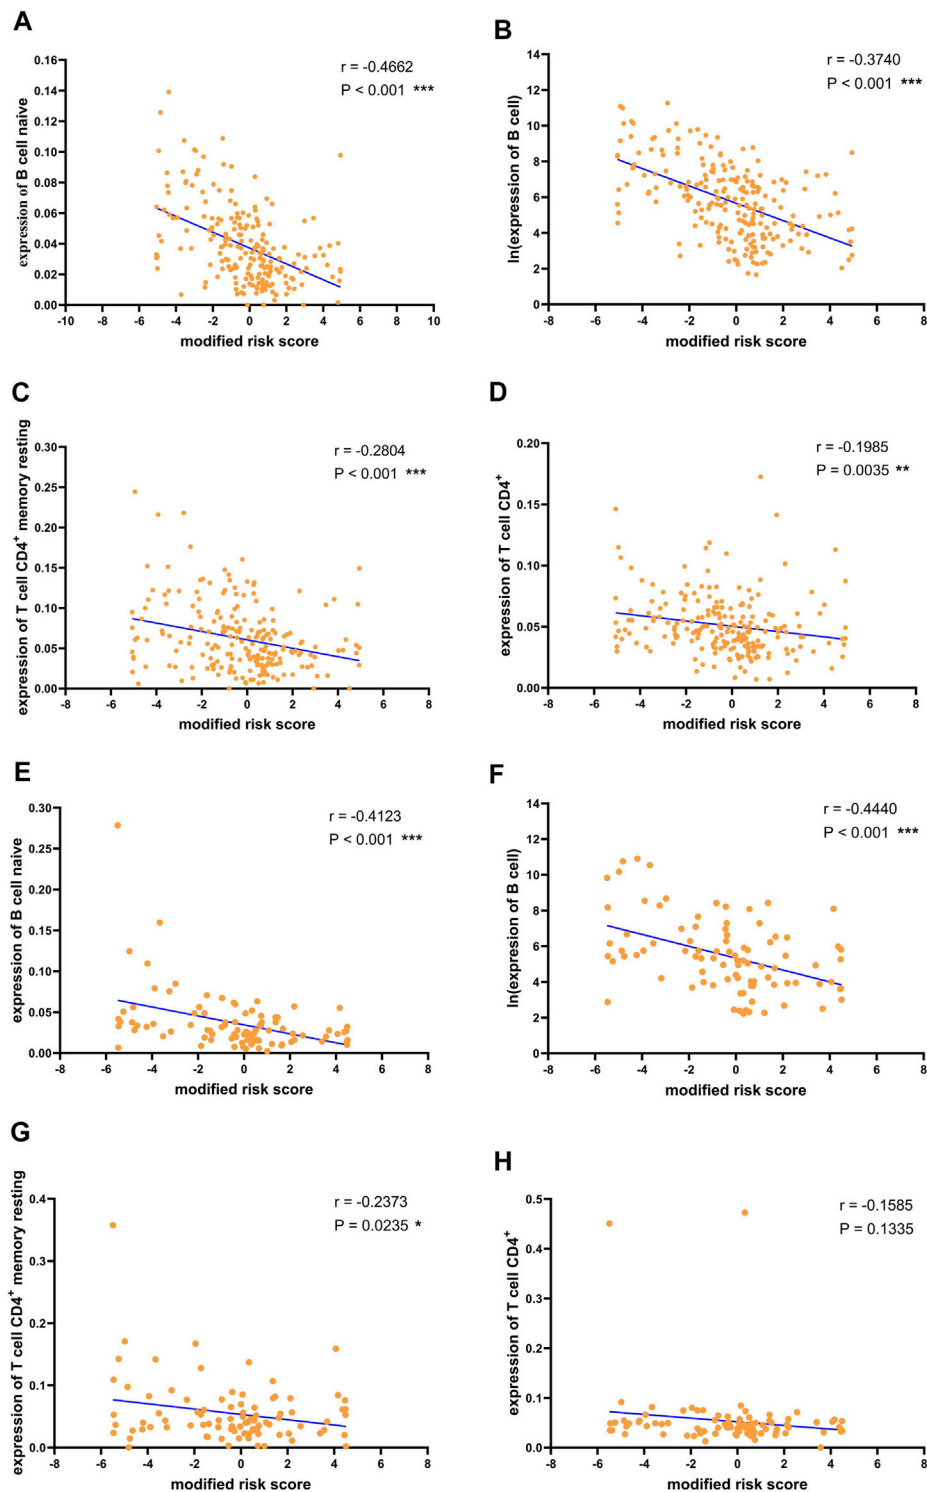 A
r = -0.4662
P < 0.001 ***
expression of B cell naive
0.16
0.14
0.12
0.10
0.08
0.06
0.04
0.02
0.00
-10 -8 -6 -4 -2 0 2 4 6 8 10
modified risk score
B
r = -0.3740
P < 0.001 ***
ln(expression of B cell)
14
12
10
8
6
4
2
0
-8 -6 -4 -2 0 2 4 6 8
modified risk score
C
r = -0.2804
P < 0.001 ***
expression of T cell CD4⁺ memory resting
0.30
0.25
0.20
0.15
0.10
0.05
0.00
-8 -6 -4 -2 0 2 4 6 8
modified risk score
D
r = -0.1985
P = 0.0035 **
expression of T cell CD4⁺
0.20
0.15
0.10
0.05
0.00
-8 -6 -4 -2 0 2 4 6 8
modified risk score
E
r = -0.4123
P < 0.001 ***
expression of B cell naive
0.30
0.25
0.20
0.15
0.10
0.05
0.00
-8 -6 -4 -2 0 2 4 6 8
modified risk score
F
r = -0.4440
P < 0.001 ***
ln(expresion of B cell)
14
12
10
8
6
4
2
0
-8 -6 -4 -2 0 2 4 6 8
modified risk score
G
r = -0.2373
P = 0.0235 *
expression of T cell CD4⁺ memory resting
0.4
0.3
0.2
0.1
0.0
-8 -6 -4 -2 0 2 4 6 8
modified risk score
H
r = -0.1585
P = 0.1335
expression of T cell CD4⁺
0.5
0.4
0.3
0.2
0.1
0.0
-8 -6 -4 -2 0 2 4 6 8
modified risk score